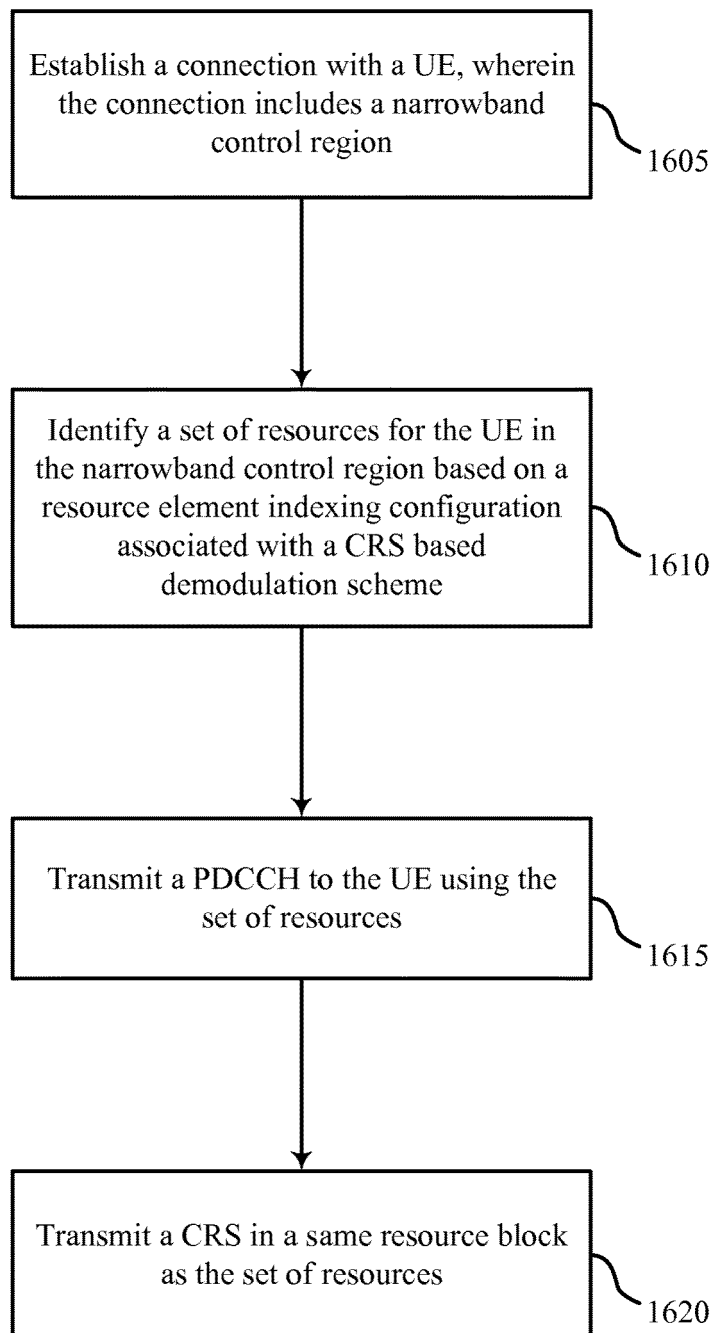 Establish a connection with a UE, wherein
the connection includes a narrowband
control region
1605
Identify a set of resources for the UE in
the narrowband control region based on a
resource element indexing configuration
associated with a CRS based
demodulation scheme
1610
Transmit a PDCCH to the UE using the
set of resources
1615
Transmit a CRS in a same resource block
as the set of resources
1620